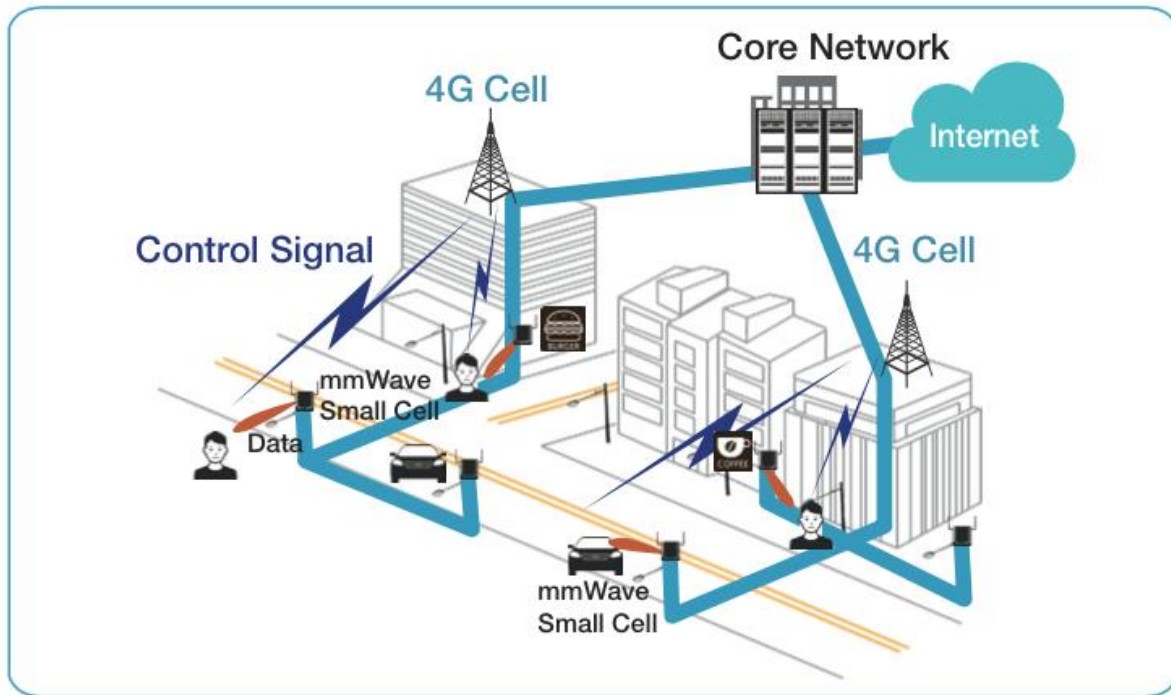 Core Network
4G Cell
Internet
Control Signal
4G Cell
BURGER
mmWave
Small Cell
Data
COFFEE
mmWave
Small Cell